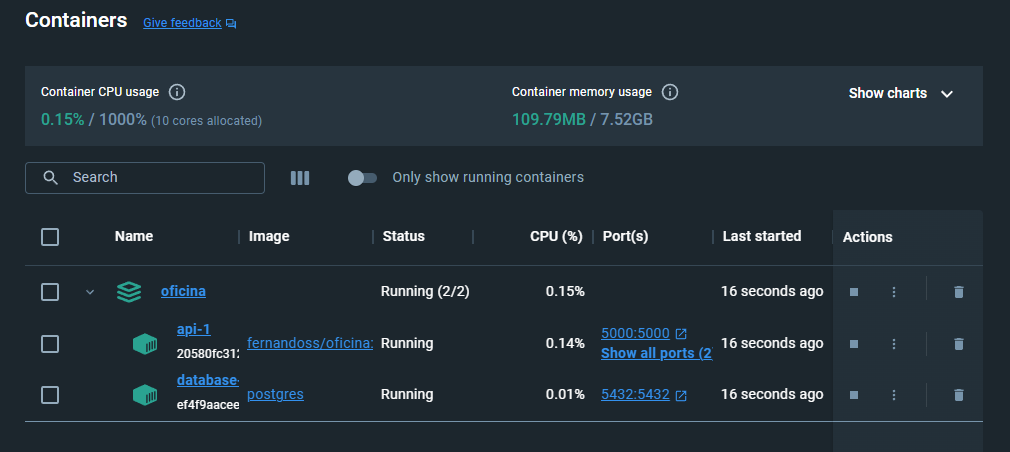 Containers Give feedback
Container CPU usage
0.15% / 1000% (10 cores allocated)
Container memory usage
109.79MB / 7.52GB
Show charts
Search
Only show running containers
Name Image Status CPU (%) Port(s) Last started Actions
oficina Running (2/2) 0.15% 16 seconds ago
api-1
20580fc312
fernandoss/oficina: Running 0.14%
5000:5000
Show all ports (2
16 seconds ago
database-
ef4f9aacee
postgres Running 0.01% 5432:5432 16 seconds ago